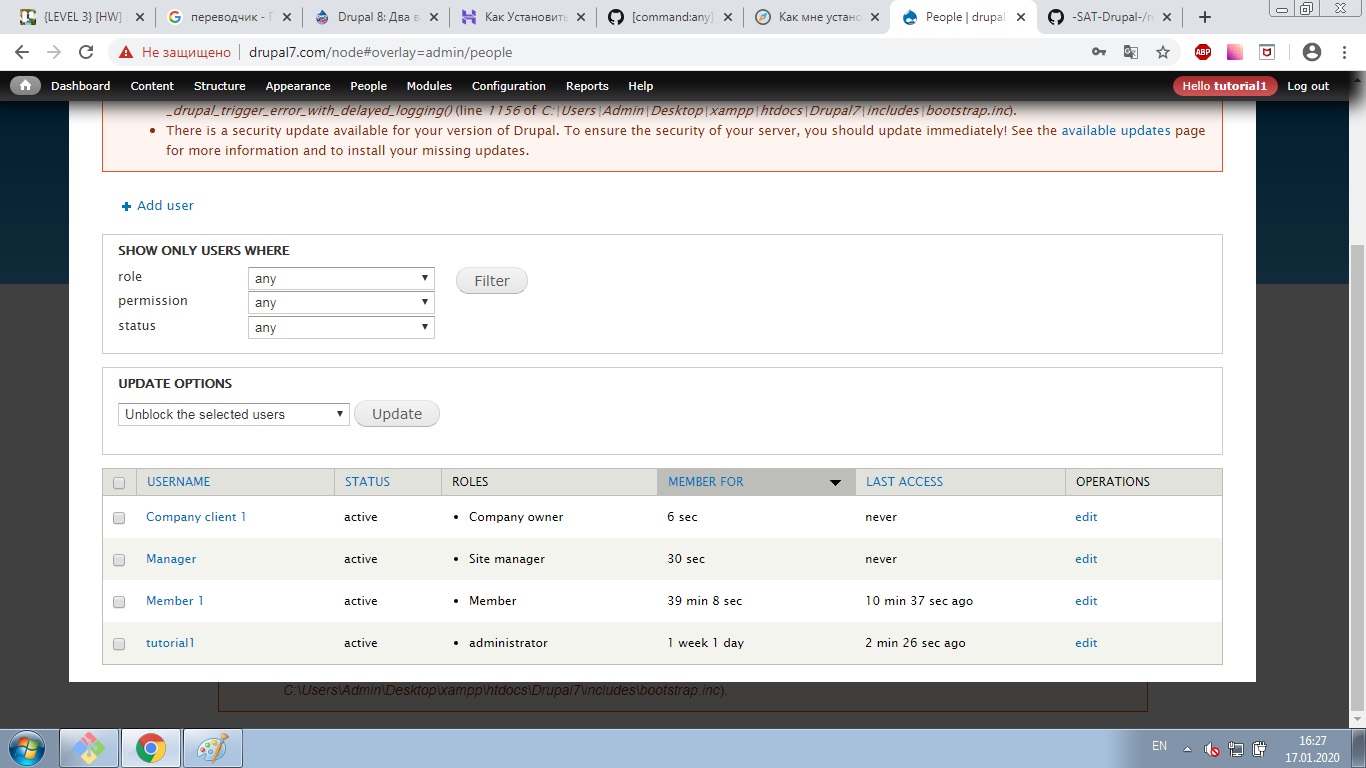 {LEVEL 3} [HW]
переводчик - 
Drupal 8: Два в
Как Установить
[command:any]
Как мне устано
People | drupal
-SAT-Drupal-/
Не защищено
drupal7.com/node#overlay=admin/people
ABP
Dashboard Content Structure Appearance People Modules Configuration Reports Help Hello tutorial1 Log out
_drupal_trigger_error_with_delayed_logging() (line 1156 of C:\Users\Admin\Desktop\xampp\htdocs\Drupal7\includes\bootstrap.inc).
• There is a security update available for your version of Drupal. To ensure the security of your server, you should update immediately! See the available updates page
for more information and to install your missing updates.
+ Add user
SHOW ONLY USERS WHERE
role any Filter
permission any
status any
UPDATE OPTIONS
Unblock the selected users Update
USERNAME STATUS ROLES MEMBER FOR LAST ACCESS OPERATIONS
Company client 1 active • Company owner 6 sec never edit
Manager active • Site manager 30 sec never edit
Member 1 active • Member 39 min 8 sec 10 min 37 sec ago edit
tutorial1 active • administrator 1 week 1 day 2 min 26 sec ago edit
C:\Users\Admin\Desktop\xampp\htdocs\Drupal7\includes\bootstrap.inc).
EN
16:27
17.01.2020